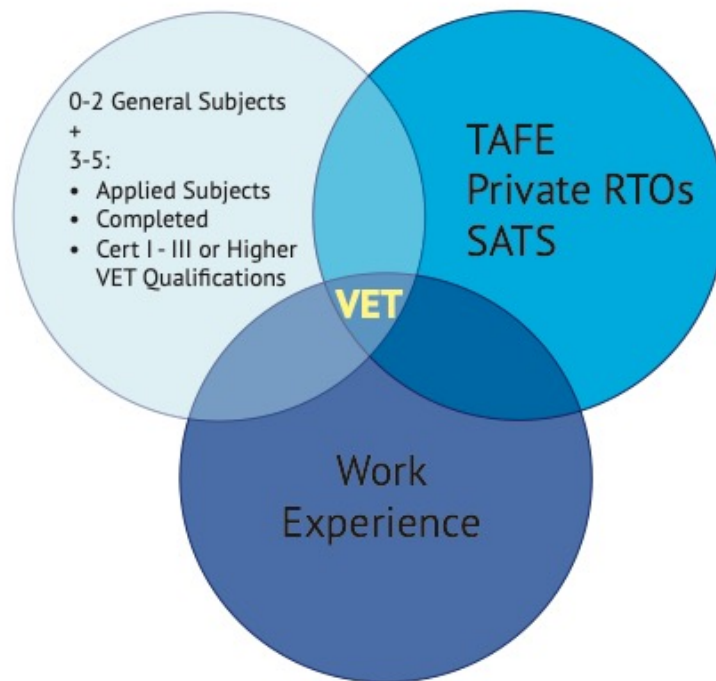 0-2 General Subjects
+
3-5:
• Applied Subjects
• Completed
• Cert I - III or Higher
VET Qualifications
TAFE
Private RTOs
SATS
VET
Work
Experience